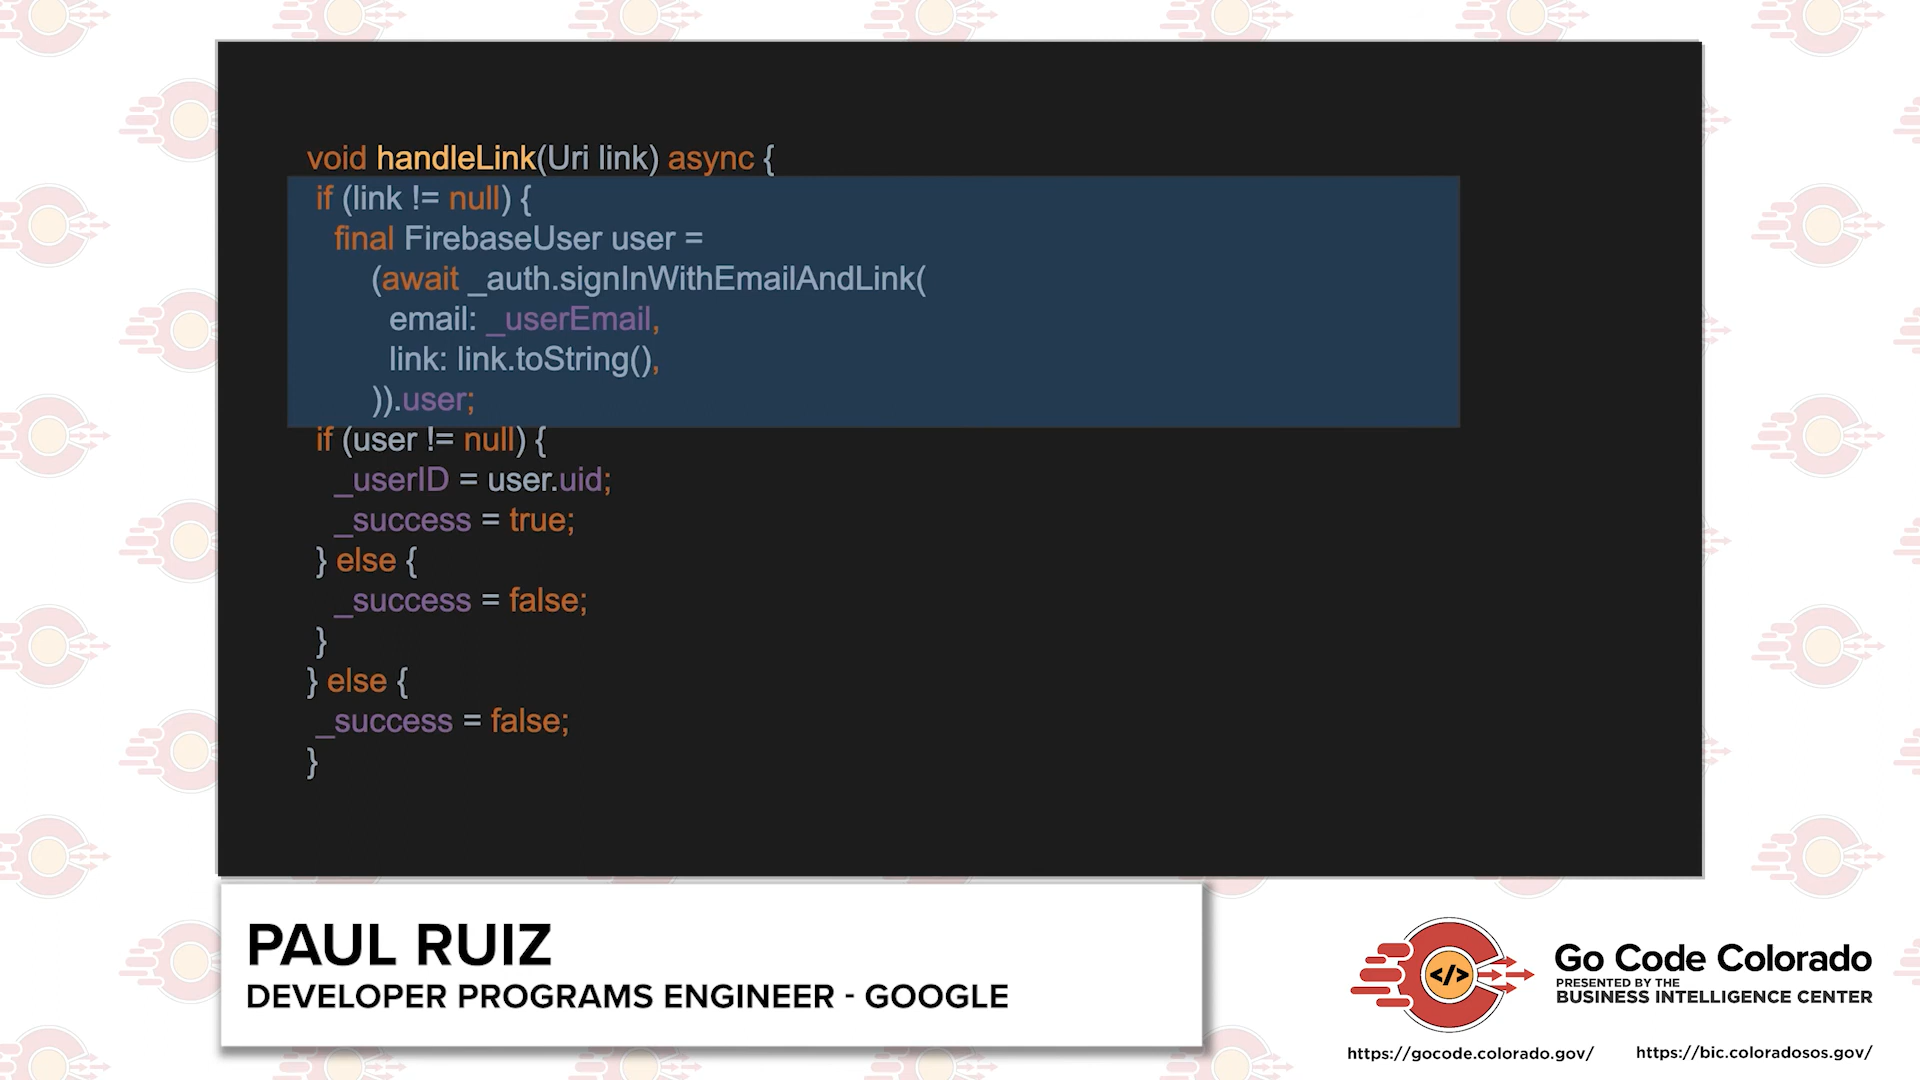 void handleLink(Uri link) async {
if (link != null) {
final FirebaseUser user =
(await _auth.signInWithEmailAndLink(
email: _userEmail,
link: link.toString(),
)).user;
if (user != null) {
_userID = user.uid;
_success = true;
} else {
_success = false;
}
} else {
_success = false;
}
PAUL RUIZ
DEVELOPER PROGRAMS ENGINEER - GOOGLE
</>
Go Code Colorado
PRESENTED BY THE
BUSINESS INTELLIGENCE CENTER
https://gocode.colorado.gov/
https://bic.coloradosos.gov/